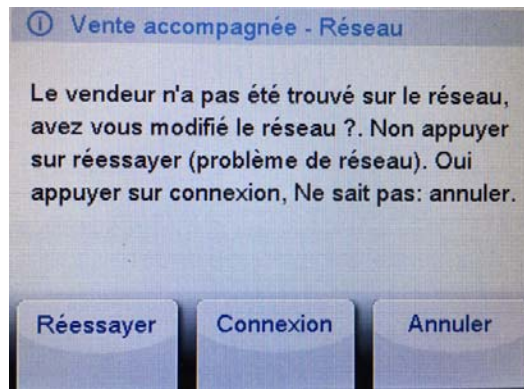 Vente accompagnée - Réseau
Le vendeur n'a pas été trouvé sur le réseau,
avez vous modifié le réseau ?. Non appuyer
sur réessayer (problème de réseau). Oui
appuyer sur connexion, Ne sait pas: annuler.
Réessayer Connexion Annuler